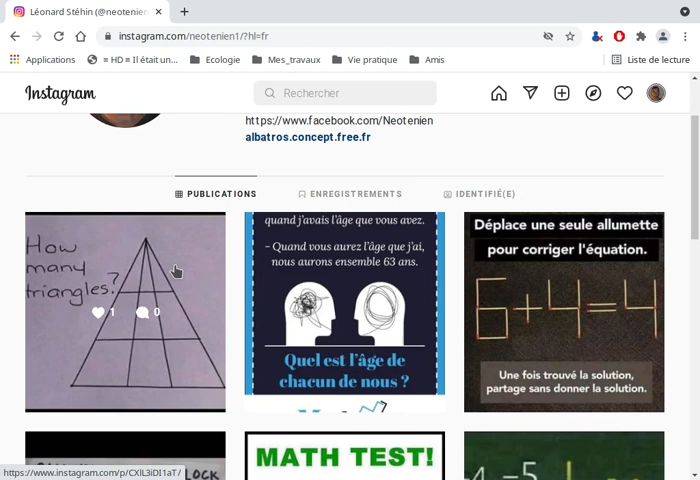 Léonard Stéhin (@neotenien
instagram.com/neotenien1/?hl=fr
Applications
≡ HD ≡ Il était un...
Ecologie
Mes_travaux
Vie pratique
Amis
Liste de lecture
Instagram
Rechercher
https://www.facebook.com/Neotenien
albatros.concept.free.fr
PUBLICATIONS
ENREGISTREMENTS
IDENTIFIÉ(E)
How
many
triangles?
1
0
quand j'avais l'âge que vous avez.
- Quand vous aurez l'âge que j'ai,
nous aurons ensemble 63 ans.
Quel est l'âge de
chacun de nous ?
Déplace une seule allumette
pour corriger l'équation.
6+4=4
Une fois trouvé la solution,
partage sans donner la solution.
MATH TEST!
https://www.instagram.com/p/CXlL3iDI1aT/